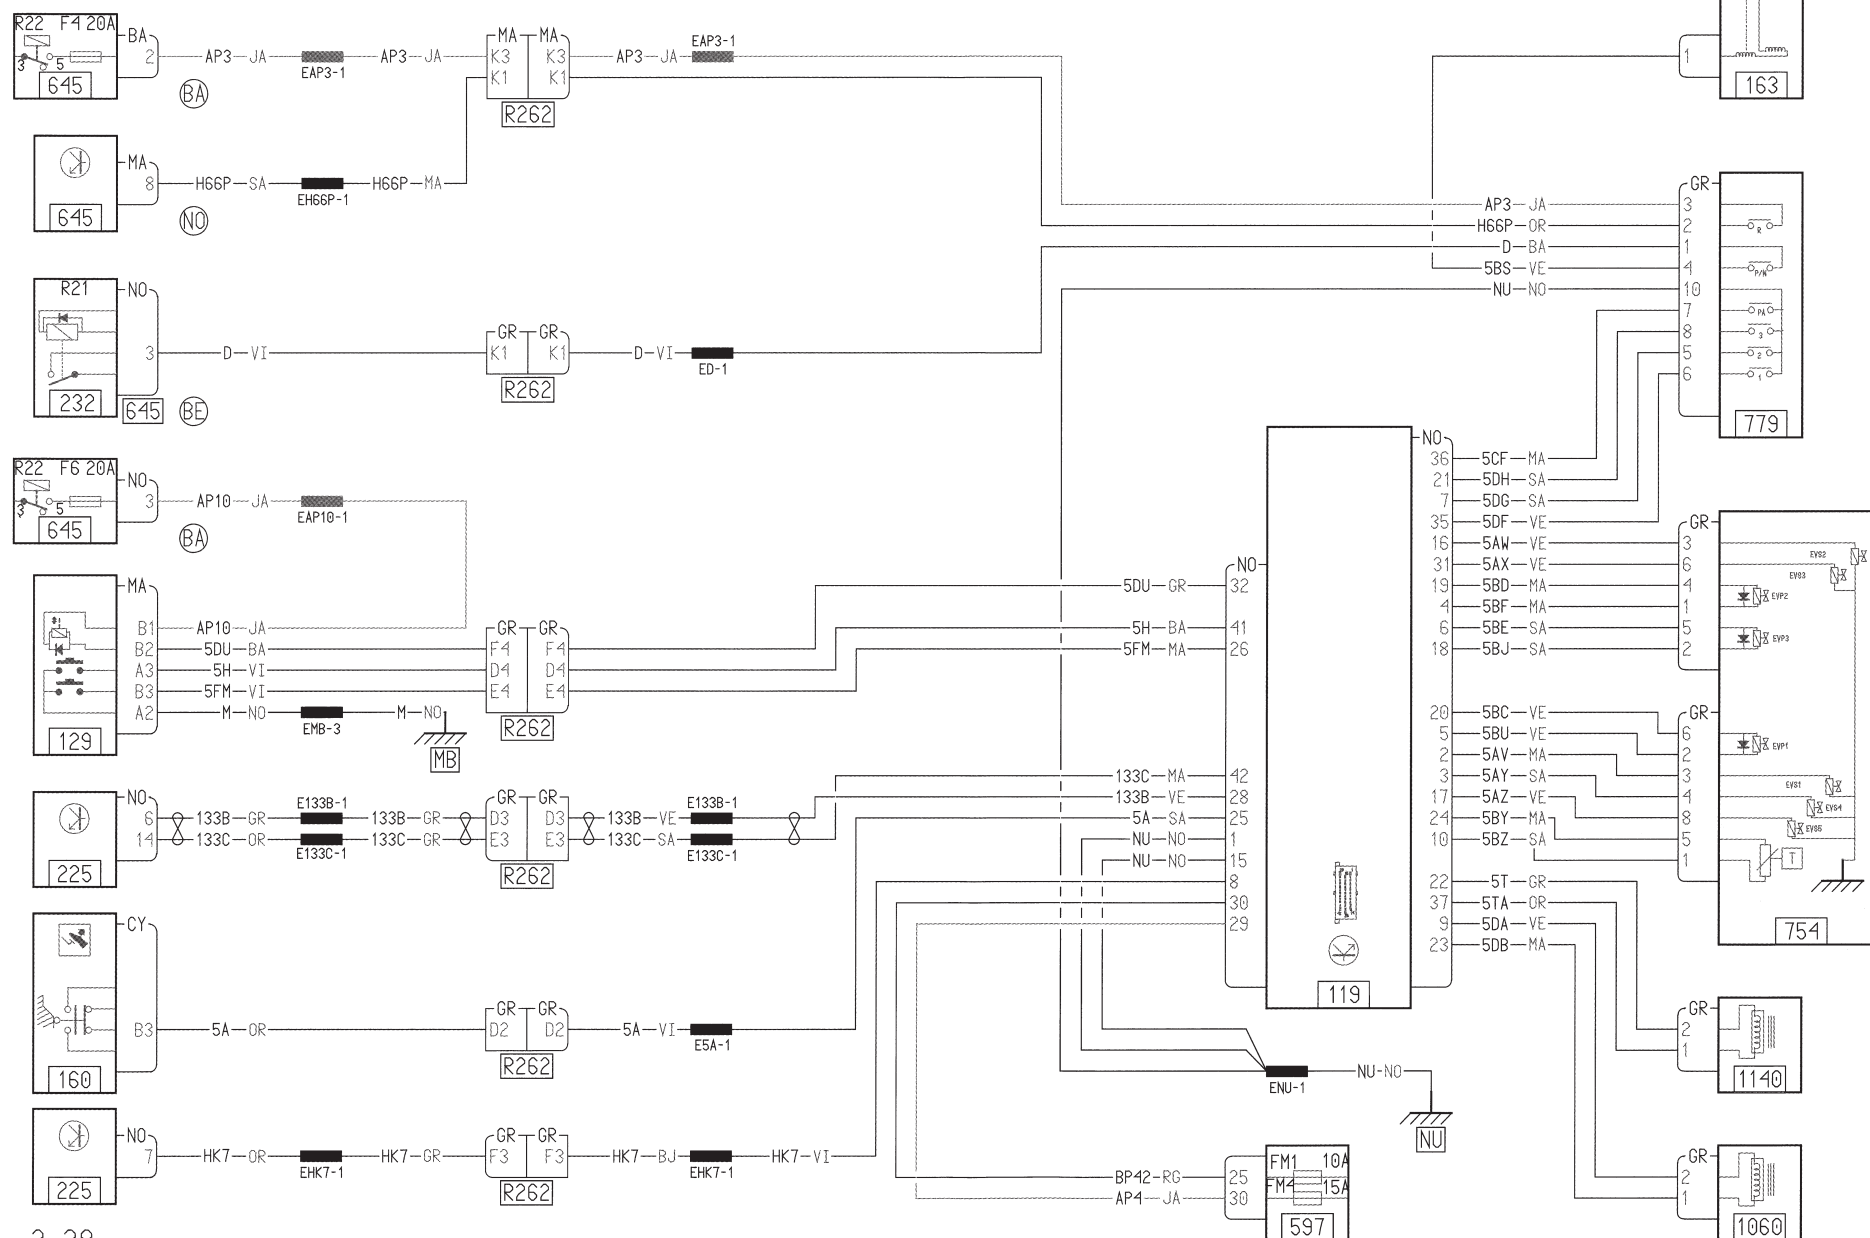 R22 F4 20A
BA
2 AP3 JA EAP3-1 AP3 JA
3 5
645
BA
MA MA
K3 K3
K1 K1
R262
AP3 JA EAP3-1
1
163
MA
8 H66P SA EH66P-1 H66P MA
645
NO
GR
AP3 JA 3
H66P OR 2
D BA 1
5BS VE 4
NU NO 10
7
8
5
6
R
P/N
PA
3
2
1
779
R21 NO
3 D VI
232 645 BE
GR GR
K1 K1
R262
D VI ED-1
R22 F6 20A
NO
3 AP10 JA EAP10-1
3 5
645
BA
MA
B1 AP10 JA
B2 5DU BA
A3 5H VI
B3 5FM VI
A2 M NO EMB-3 M NO
129
MB
GR GR
F4 F4
D4 D4
E4 E4
R262
NO
5DU GR 32
5H BA 41
5FM MA 26
133C MA 42
133B VE 28
5A SA 25
NU NO 1
NU NO 15
8
30
29
119
NO
36 5CF MA
21 5DH SA
7 5DG SA
35 5DF VE
16 5AW VE
31 5AX VE
19 5BD MA
4 5BF MA
6 5BE SA
18 5BJ SA
20 5BC VE
5 5BU VE
2 5AV MA
3 5AY SA
17 5AZ VE
24 5BY MA
10 5BZ SA
22 5T GR
37 5TA OR
9 5DA VE
23 5DB MA
GR
3
6
4
1
5
2
EVS2
EVS3
EVP2
EVP3
GR
6
2
3
4
8
5
1
EVP1
EVS1
EVS4
EVS5
T
754
NO
6 133B GR E133B-1 133B GR
14 133C OR E133C-1 133C GR
225
GR GR
D3 D3
E3 E3
R262
133B VE E133B-1
133C SA E133C-1
CY
B3 5A OR
160
GR GR
D2 D2
R262
5A VI E5A-1
ENU-1 NU-NO
NU
GR
2
1
1140
NO
7 HK7 OR EHK7-1 HK7 GR
225
GR GR
F3 F3
R262
HK7 BJ EHK7-1 HK7 VI
BP42 RG 25
AP4 JA 30
FM1 10A
FM4 15A
597
GR
2
1
1060